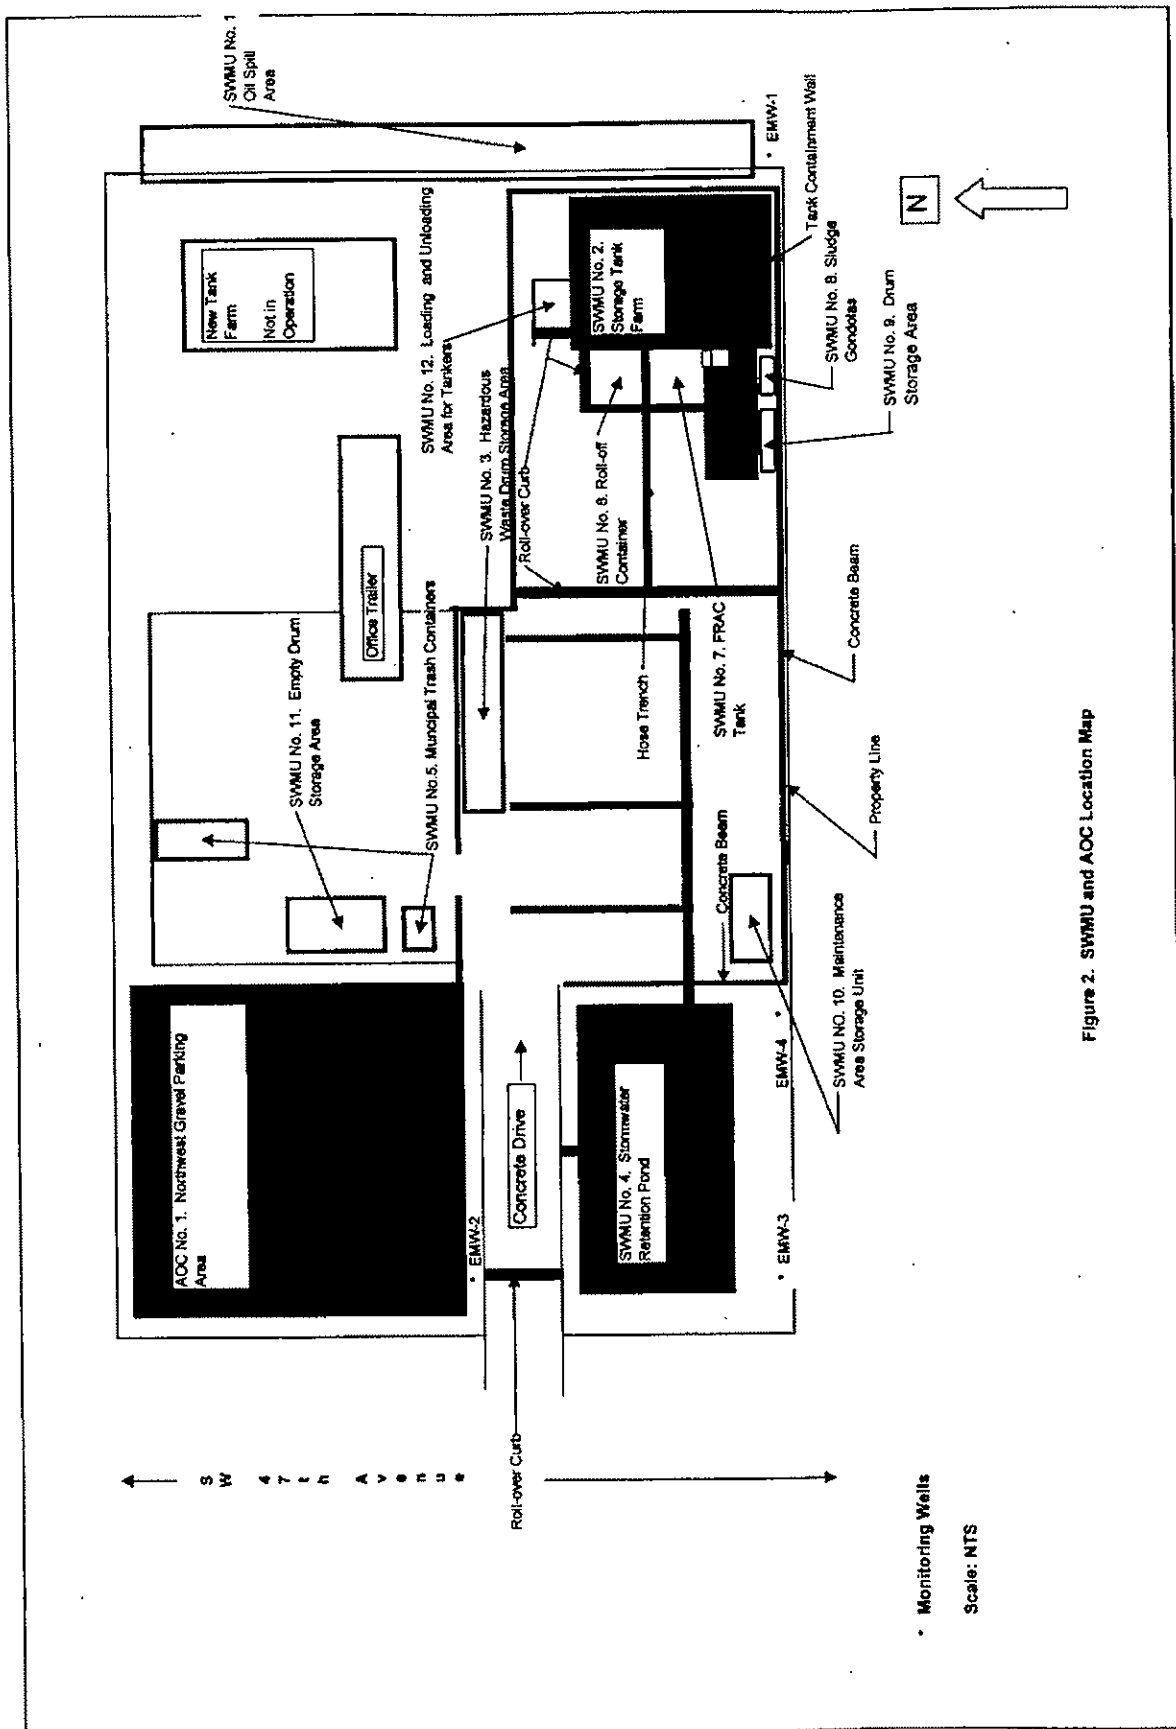 SWMU No. 1
Oil Spill
Area
New Tank
Farm
Not in
Operation
SWMU No. 12. Loading and Unloading
Area for Tankers
Office Trailer
SWMU No. 11. Empty Drum
Storage Area
SWMU No.5. Muncipal Trash Containers
SWMU No. 3. Hazardous
Waste Drum Storage Area
Roll-over Curb
AOC No. 1. Northwest Gravel Parking
Area
EMW-2
Concrete Drive
SWMU No. 2.
Storage Tank
Farm
SWMU No. 8. Roll-off
Container
Hose Trench
SWMU No. 7. FRAC
Tank
Concrete Beam
SWMU No. 4. Stormwater
Retention Pond
EMW-1
Tank Containment Wall
SWMU No. 8. Sludge
Gondolas
SWMU No. 9. Drum
Storage Area
Concrete Beam
Property Line
SWMU NO. 10. Maintenance
Area Storage Unit
EMW-4
EMW-3
Roll-over Curb
SW 47th Avenue
N
• Monitoring Wells
Scale: NTS
Figure 2. SWMU and AOC Location Map